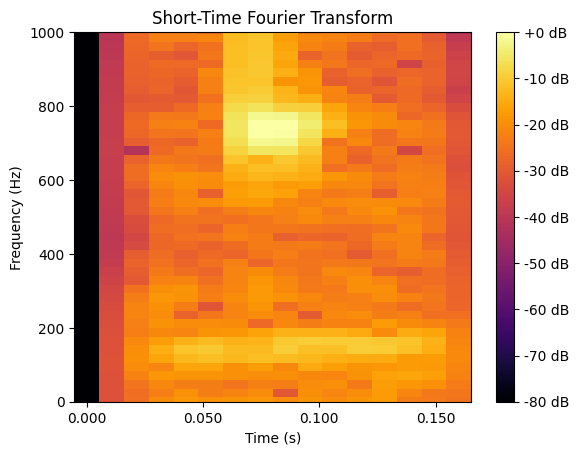 Short-Time Fourier Transform
1000
800
600
400
200
0
Frequency (Hz)
0.000
0.050
0.100
0.150
Time (s)
+0 dB
-10 dB
-20 dB
-30 dB
-40 dB
-50 dB
-60 dB
-70 dB
-80 dB